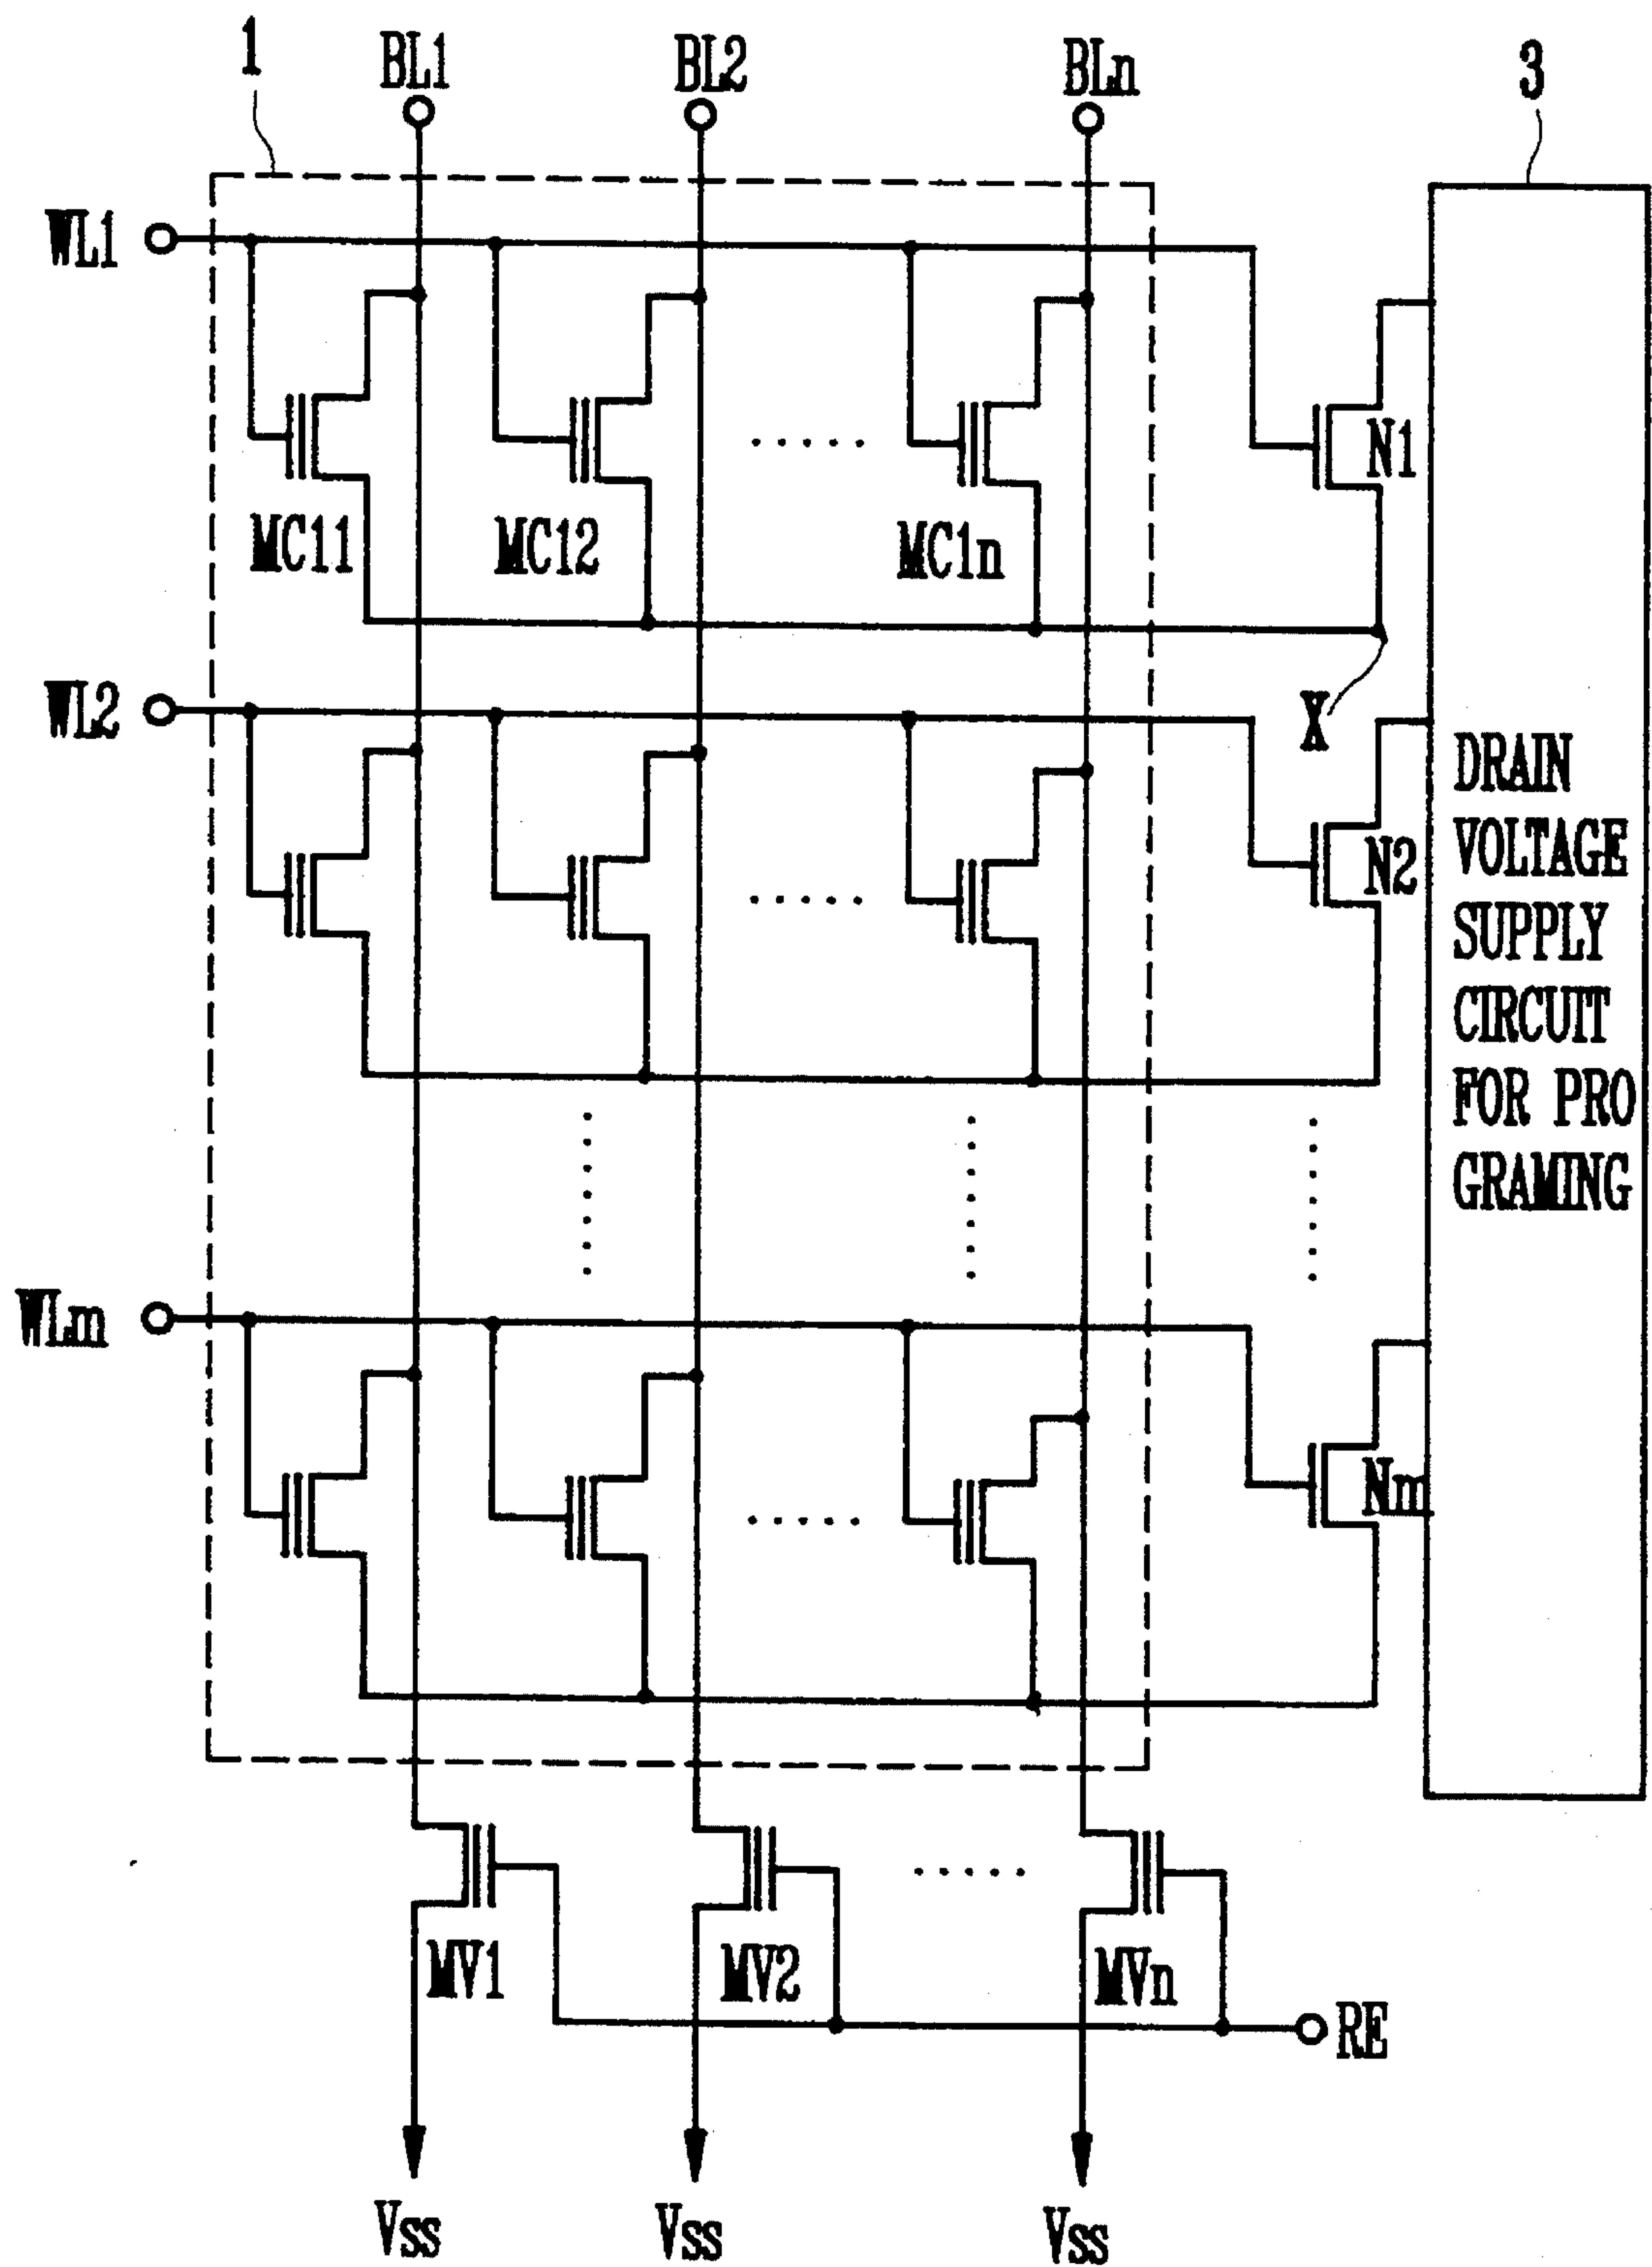 1
BL1
BL2
BLn
3
WL1
N1
MC11
MC12
MC1n
WL2
X
DRAIN
VOLTAGE
SUPPLY
CIRCUIT
FOR PRO
GRAMING
N2
WLm
Nm
MV1
MV2
MVn
RE
Vss
Vss
Vss